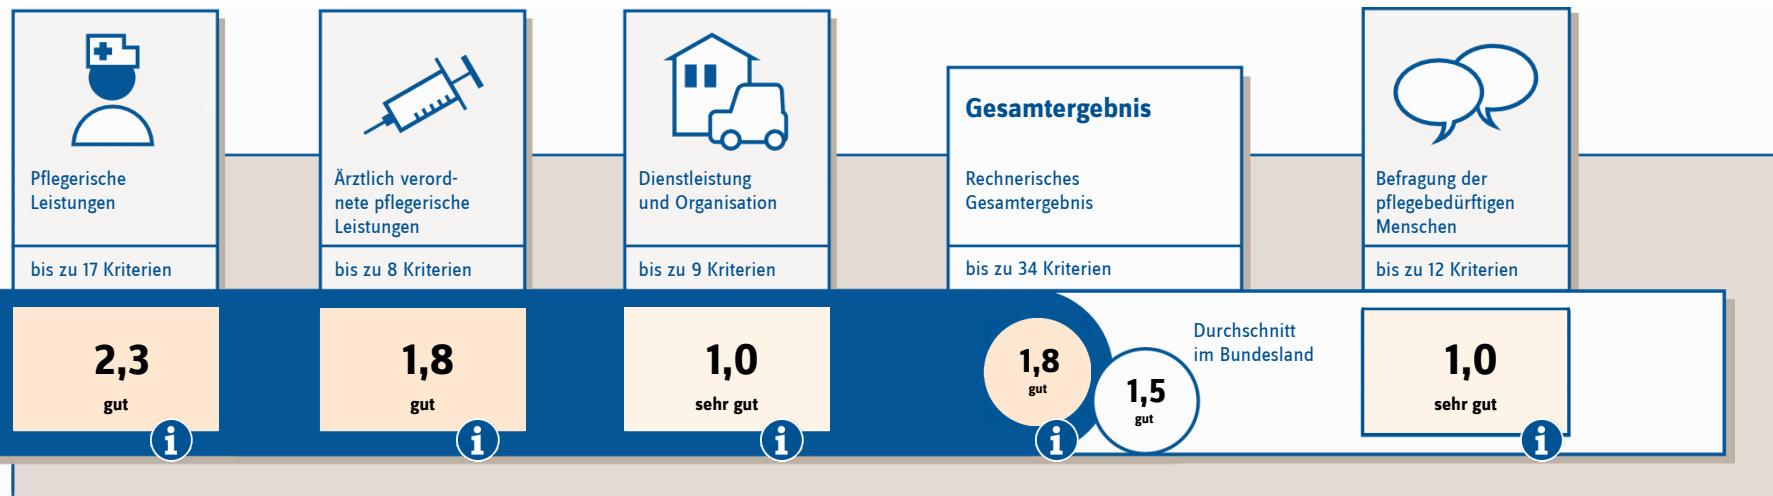 Pflegerische
Leistungen
bis zu 17 Kriterien
2,3
gut
i
Ärztlich verord-
nete pflegerische
Leistungen
bis zu 8 Kriterien
1,8
gut
i
Dienstleistung
und Organisation
bis zu 9 Kriterien
1,0
sehr gut
i
Gesamtergebnis
Rechnerisches
Gesamtergebnis
bis zu 34 Kriterien
1,8
gut
i
1,5
gut
Durchschnitt
im Bundesland
Befragung der
pflegebedürftigen
Menschen
bis zu 12 Kriterien
1,0
sehr gut
i